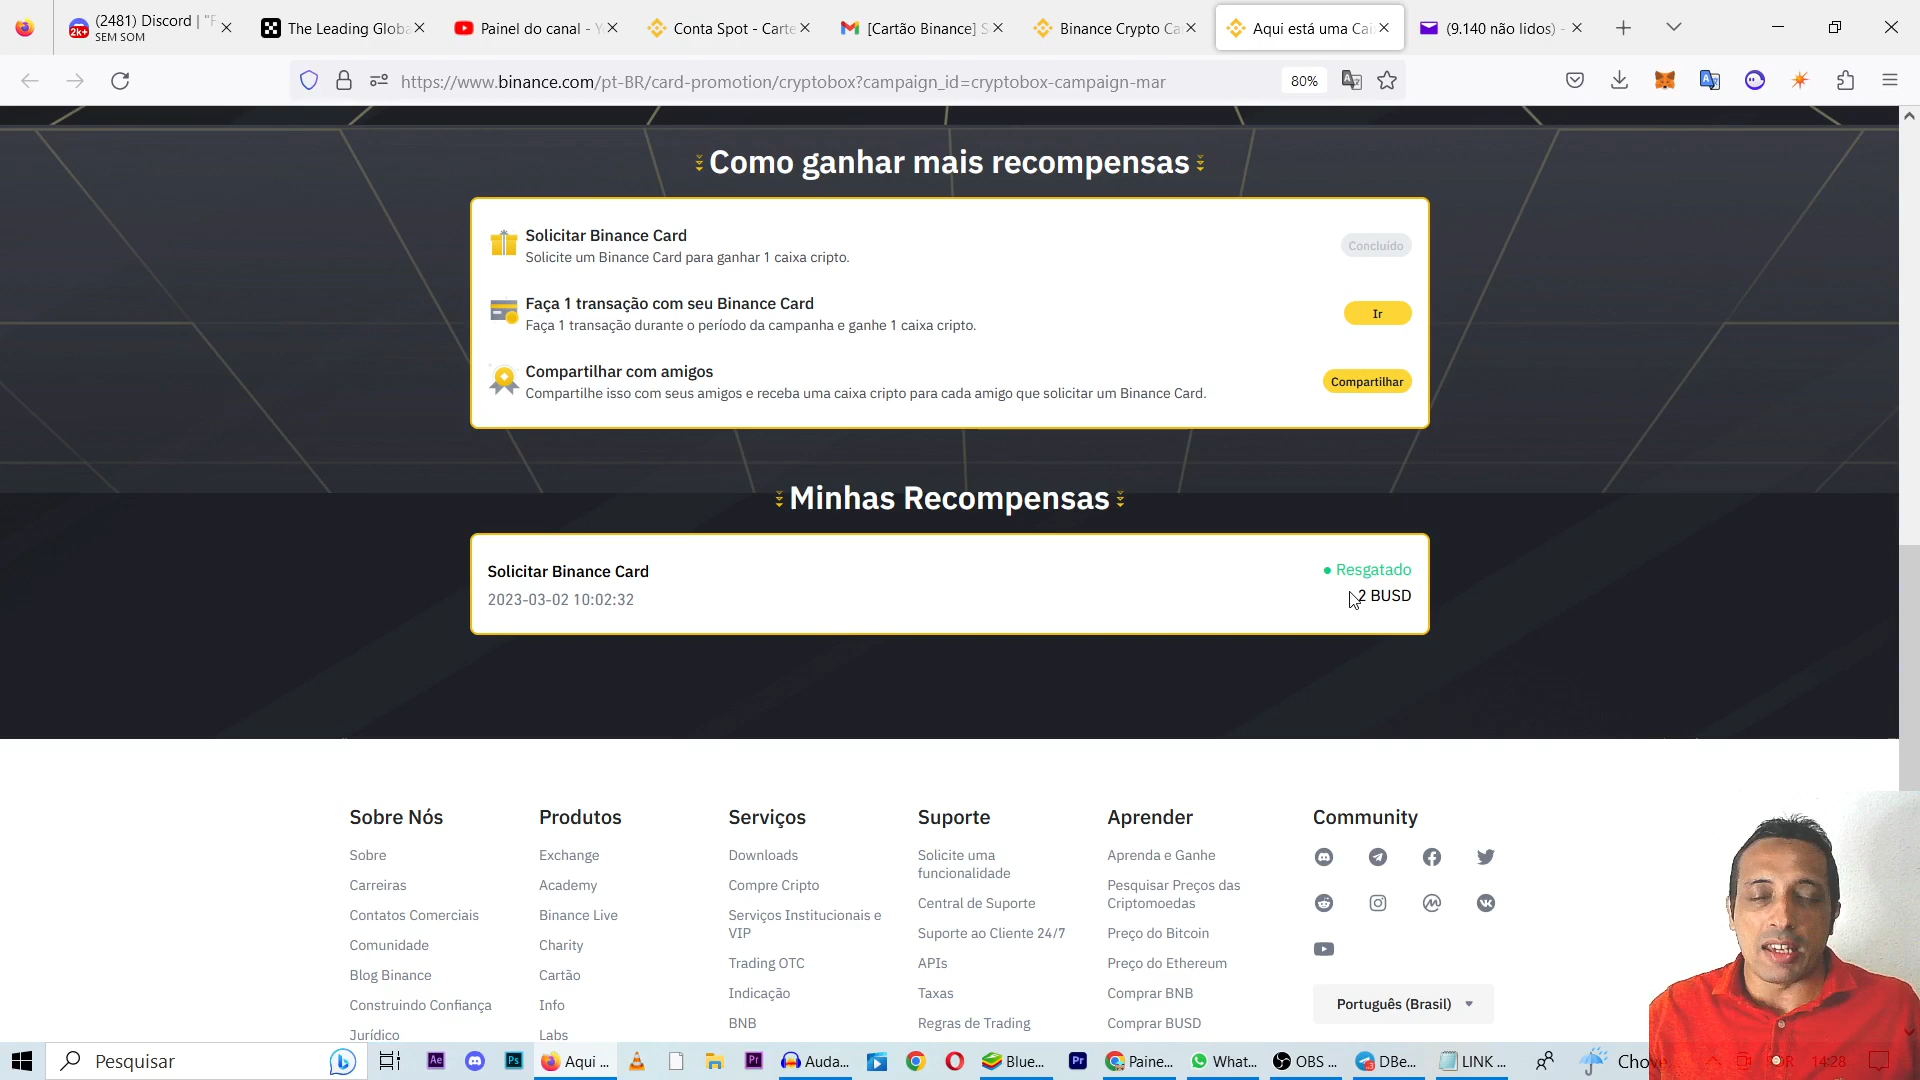 (2481) Discord | "F
SEM SOM
The Leading Globa
Painel do canal - Y
Conta Spot - Carte
[Cartão Binance] S
Binance Crypto Ca
Aqui está uma Cai
(9.140 não lidos) -
https://www.binance.com/pt-BR/card-promotion/cryptobox?campaign_id=cryptobox-campaign-mar
80%
Como ganhar mais recompensas
Solicitar Binance Card
Solicite um Binance Card para ganhar 1 caixa cripto.
Concluído
Faça 1 transação com seu Binance Card
Faça 1 transação durante o período da campanha e ganhe 1 caixa cripto.
Ir
Compartilhar com amigos
Compartilhe isso com seus amigos e receba uma caixa cripto para cada amigo que solicitar um Binance Card.
Compartilhar
Minhas Recompensas
Solicitar Binance Card
Resgatado
2023-03-02 10:02:32
2 BUSD
Sobre Nós
Sobre
Carreiras
Contatos Comerciais
Comunidade
Blog Binance
Construindo Confiança
Jurídico
Produtos
Exchange
Academy
Binance Live
Charity
Cartão
Info
Labs
Serviços
Downloads
Compre Cripto
Serviços Institucionais e
VIP
Trading OTC
Indicação
BNB
Suporte
Solicite uma
funcionalidade
Central de Suporte
Suporte ao Cliente 24/7
APIs
Taxas
Regras de Trading
Aprender
Aprenda e Ganhe
Pesquisar Preços das
Criptomoedas
Preço do Bitcoin
Preço do Ethereum
Comprar BNB
Comprar BUSD
Community
Português (Brasil)
Pesquisar
Aqui ...
Auda...
Blue...
Paine...
What...
OBS ...
DBe...
LINK ...
Chov
14:28